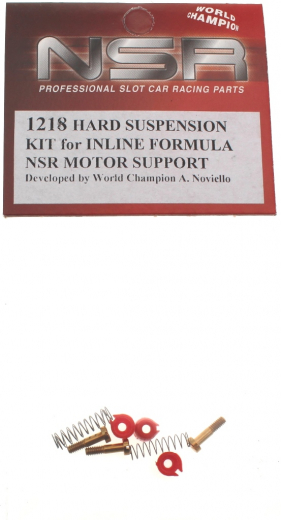 WORLD
CHAMPION
NSR
PROFESSIONAL SLOT CAR RACING PARTS
1218 HARD SUSPENSION
KIT for INLINE FORMULA
NSR MOTOR SUPPORT
Developed by World Champion A. Noviello